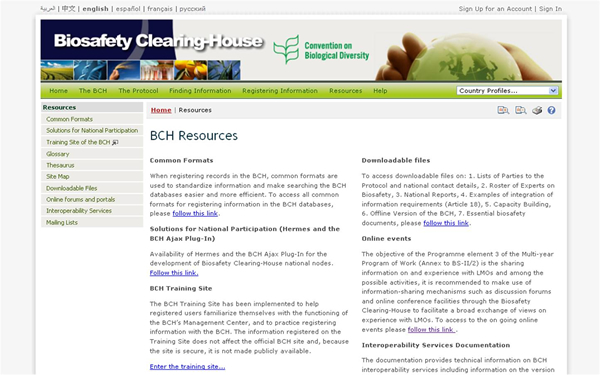 العربية | 中文 | english | español | français | русский
Sign Up for an Account | Sign In
Biosafety Clearing-House
Convention on
Biological Diversity
Home The BCH The Protocol Finding Information Registering Information Resources Help
Country Profiles...
Resources
Common Formats
Solutions for National Participation
Training Site of the BCH
Glossary
Thesaurus
Site Map
Downloadable Files
Online forums and portals
Interoperability Services
Mailing Lists
Home | Resources
BCH Resources
Common Formats
When registering records in the BCH, common formats are
used to standardize information and make searching the BCH
databases easier and more efficient. To access all common
formats for registering information in the BCH databases,
please follow this link.
Solutions for National Participation (Hermes and the
BCH Ajax Plug-In)
Availability of Hermes and the BCH Ajax Plug-In for the
development of Biosafety Clearing-House national nodes.
Follow this link.
BCH Training Site
The BCH Training Site has been implemented to help
registered users familiarize themselves with the functioning of
the BCH's Management Center, and to practice registering
information with the BCH. The information registered on the
Training Site does not affect the official BCH site and, because
the site is secure, it is not made publicly available.
Enter the training site...
Downloadable files
To access downloadable files on: 1. Lists of Parties to the
Protocol and national contact details, 2. Roster of Experts on
Biosafety, 3. National Reports, 4. Examples of integration of
information requirements (Article 18), 5. Capacity Building,
6. Offline Version of the BCH, 7. Essential biosafety
documents, please follow this link.
Online events
The objective of the Programme element 3 of the Multi-year
Program of Work (Annex to BS-II/2) is the sharing
information on and experience with LMOs and among the
possible activities, it is recommended to make use of
information-sharing mechanisms such as discussion forums
and online conference facilities through the Biosafety
Clearing-House to facilitate a broad exchange of views on
experience with LMOs. To access to the on going online
events please follow this link .
Interoperability Services Documentation
The documentation provides technical information on BCH
interoperability services including information on the version